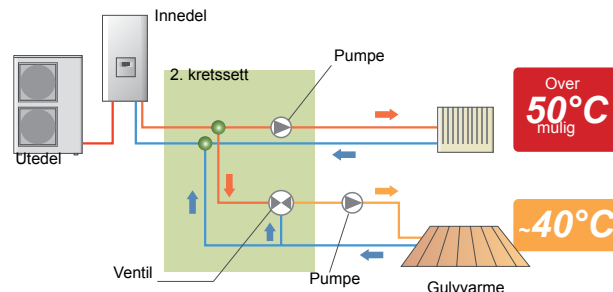 Innedel
Pumpe
2. kretssett
Utedel
Over
50°C
mulig
~40°C
Ventil
Pumpe
Gulvvarme